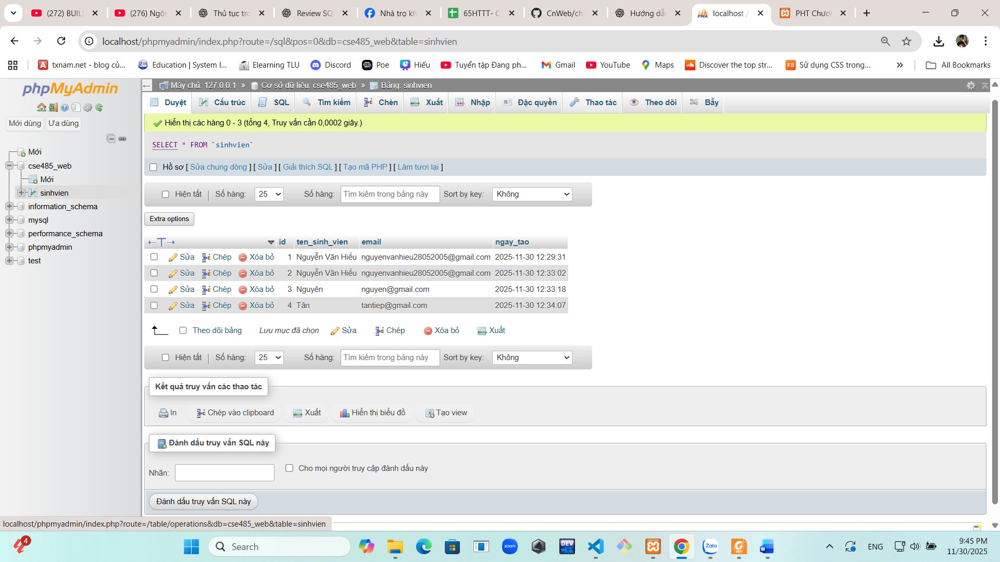 (272) BUIL
(276) Ngôn
Thủ tục tro
Review SQ
Nhà trọ kh
65HTTT- C
CnWeb/ch
Hướng dẫ
localhost /
PHT Chươ
localhost/phpmyadmin/index.php?route=/sql&pos=0&db=cse485_web&table=sinhvien
txnam.net - blog củ...
Education | System I...
Elearning TLU
Discord
Poe
Hiếu
Tuyển tập Đang ph...
Gmail
YouTube
Maps
Discover the top str...
F8 Sử dụng CSS trong...
»
All Bookmarks
phpMyAdmin
Mới dùng Ưa dùng
Mới
cse485_web
Mới
sinhvien
information_schema
mysql
performance_schema
phpmyadmin
test
Máy chủ: 127.0.0.1 » Cơ sở dữ liệu: cse485_web » Bảng: sinhvien
Duyệt Cấu trúc SQL Tìm kiếm Chèn Xuất Nhập Đặc quyền Thao tác Theo dõi Bẫy
Hiển thị các hàng 0 - 3 (tổng 4, Truy vấn cần 0,0002 giây.)
SELECT * FROM `sinhvien`
Hồ sơ [ Sửa chung dòng ] [ Sửa ] [ Giải thích SQL ] [ Tạo mã PHP ] [ Làm tươi lại ]
Hiện tất | Số hàng: 25 Số hàng: Tìm kiếm trong bảng này Sort by key: Không
Extra options
←T→ id ten_sinh_vien email ngay_tao
Sửa Chép Xóa bỏ 1 Nguyễn Văn Hiếu nguyenvanhieu28052005@gmail.com 2025-11-30 12:29:31
Sửa Chép Xóa bỏ 2 Nguyễn Văn Hiếu nguyenvanhieu28052005@gmail.com 2025-11-30 12:33:02
Sửa Chép Xóa bỏ 3 Nguyên nguyen@gmail.com 2025-11-30 12:33:18
Sửa Chép Xóa bỏ 4 Tân tantiep@gmail.com 2025-11-30 12:34:07
Theo dõi bảng Lưu mục đã chọn Sửa Chép Xóa bỏ Xuất
Hiện tất | Số hàng: 25 Số hàng: Tìm kiếm trong bảng này Sort by key: Không
Kết quả truy vấn các thao tác
In Chép vào clipboard Xuất Hiển thị biểu đồ Tạo view
Đánh dấu truy vấn SQL này
Nhãn: Cho mọi người truy cập đánh dấu này
Đánh dấu truy vấn SQL này
localhost/phpmyadmin/index.php?route=/table/operations&db=cse485_web&table=sinhvien
4
Search
zoom
DEV
Zalo
PDF
W
ENG
9:45 PM
11/30/2025